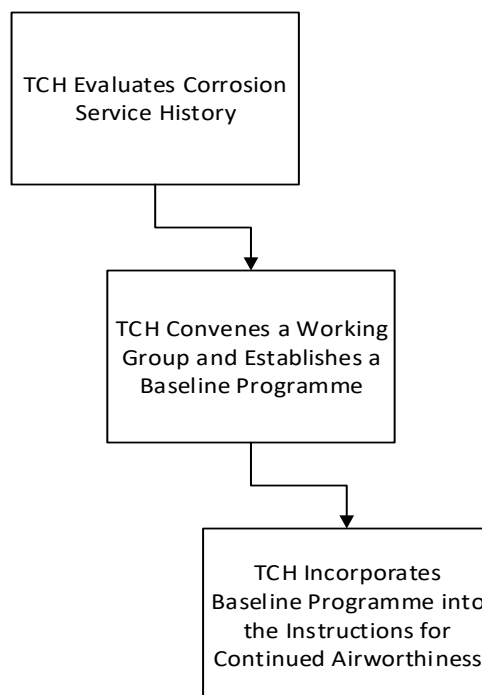 TCH Evaluates Corrosion
Service History
TCH Convenes a Working
Group and Establishes a
Baseline Programme
TCH Incorporates
Baseline Programme into
the Instructions for
Continued Airworthiness